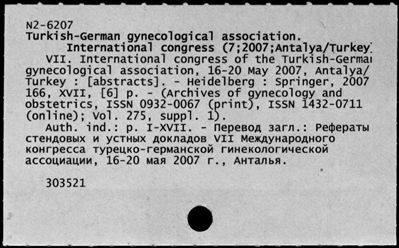 N2-6207
Turkish-German gynecological association.
International congress (7;2007;Antalya/Turkey)
VII. International congress of the Turkish-German
gynecological association, 16-20 May 2007, Antalya/
Turkey : [abstracts]. - Heidelberg : Springer, 2007
166, XVII, [6] p. - (Archives of gynecology and
obstetrics, ISSN 0932-0067 (print), ISSN 1432-0711
(online); Vol. 275, suppl. 1).
Auth. ind.: p. I-XVII. - Перевод загл.: Рефераты
стендовых и устных докладов VII Международного
конгресса турецко-германской гинекологической
ассоциации, 16-20 мая 2007 г., Анталья.
303521